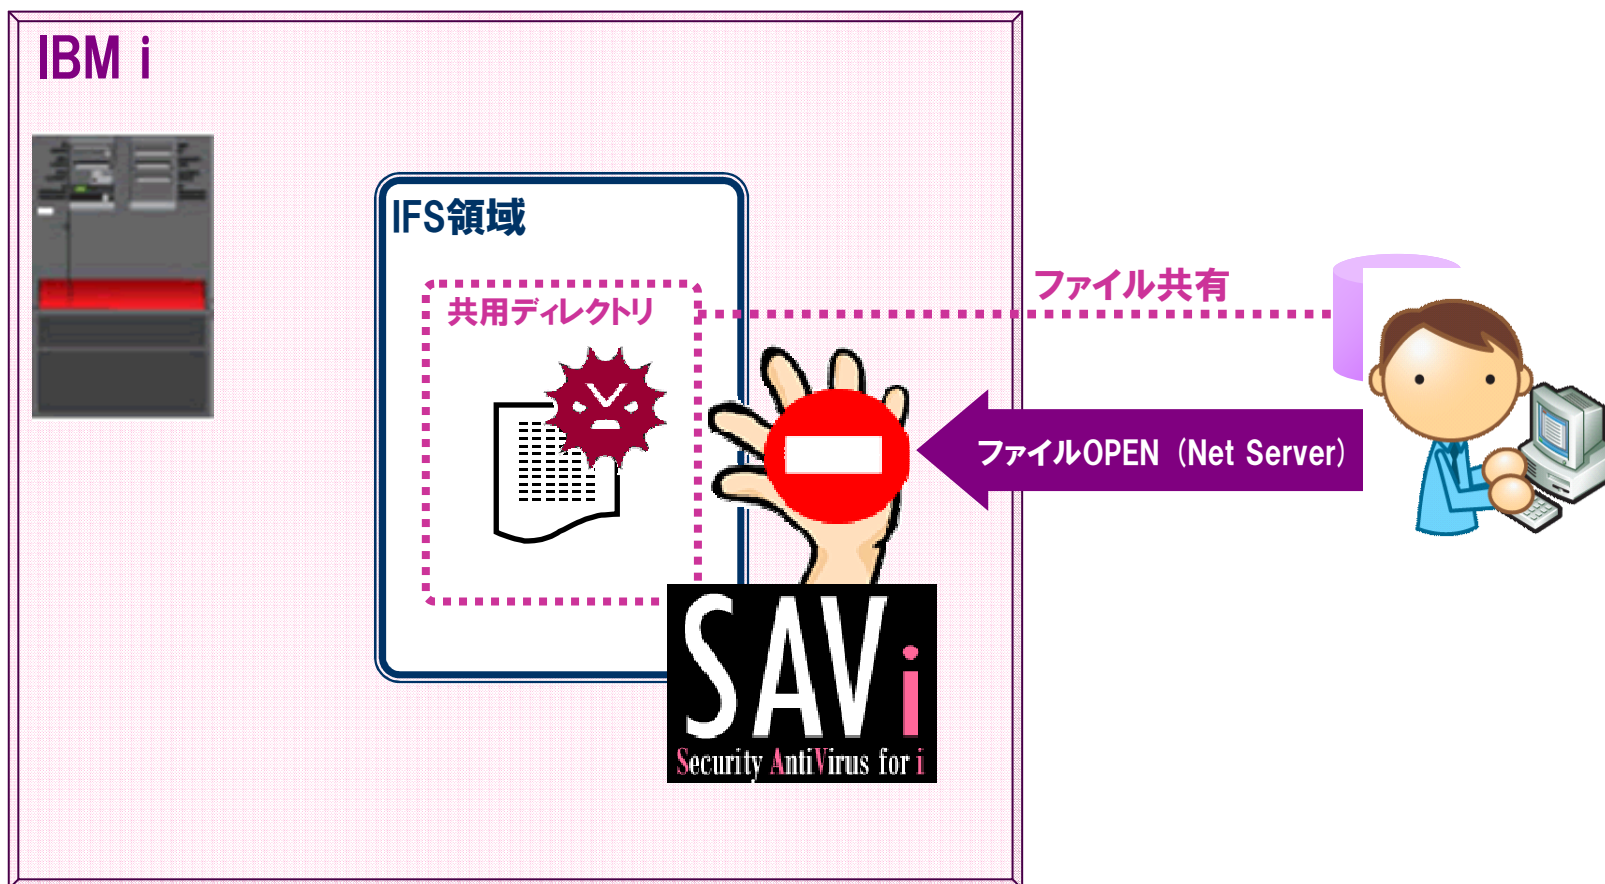 IBM i
IFS領域
共用ディレクトリ
ファイル共有
ファイルOPEN (Net Server)
SAVi
Security AntiVirus for i